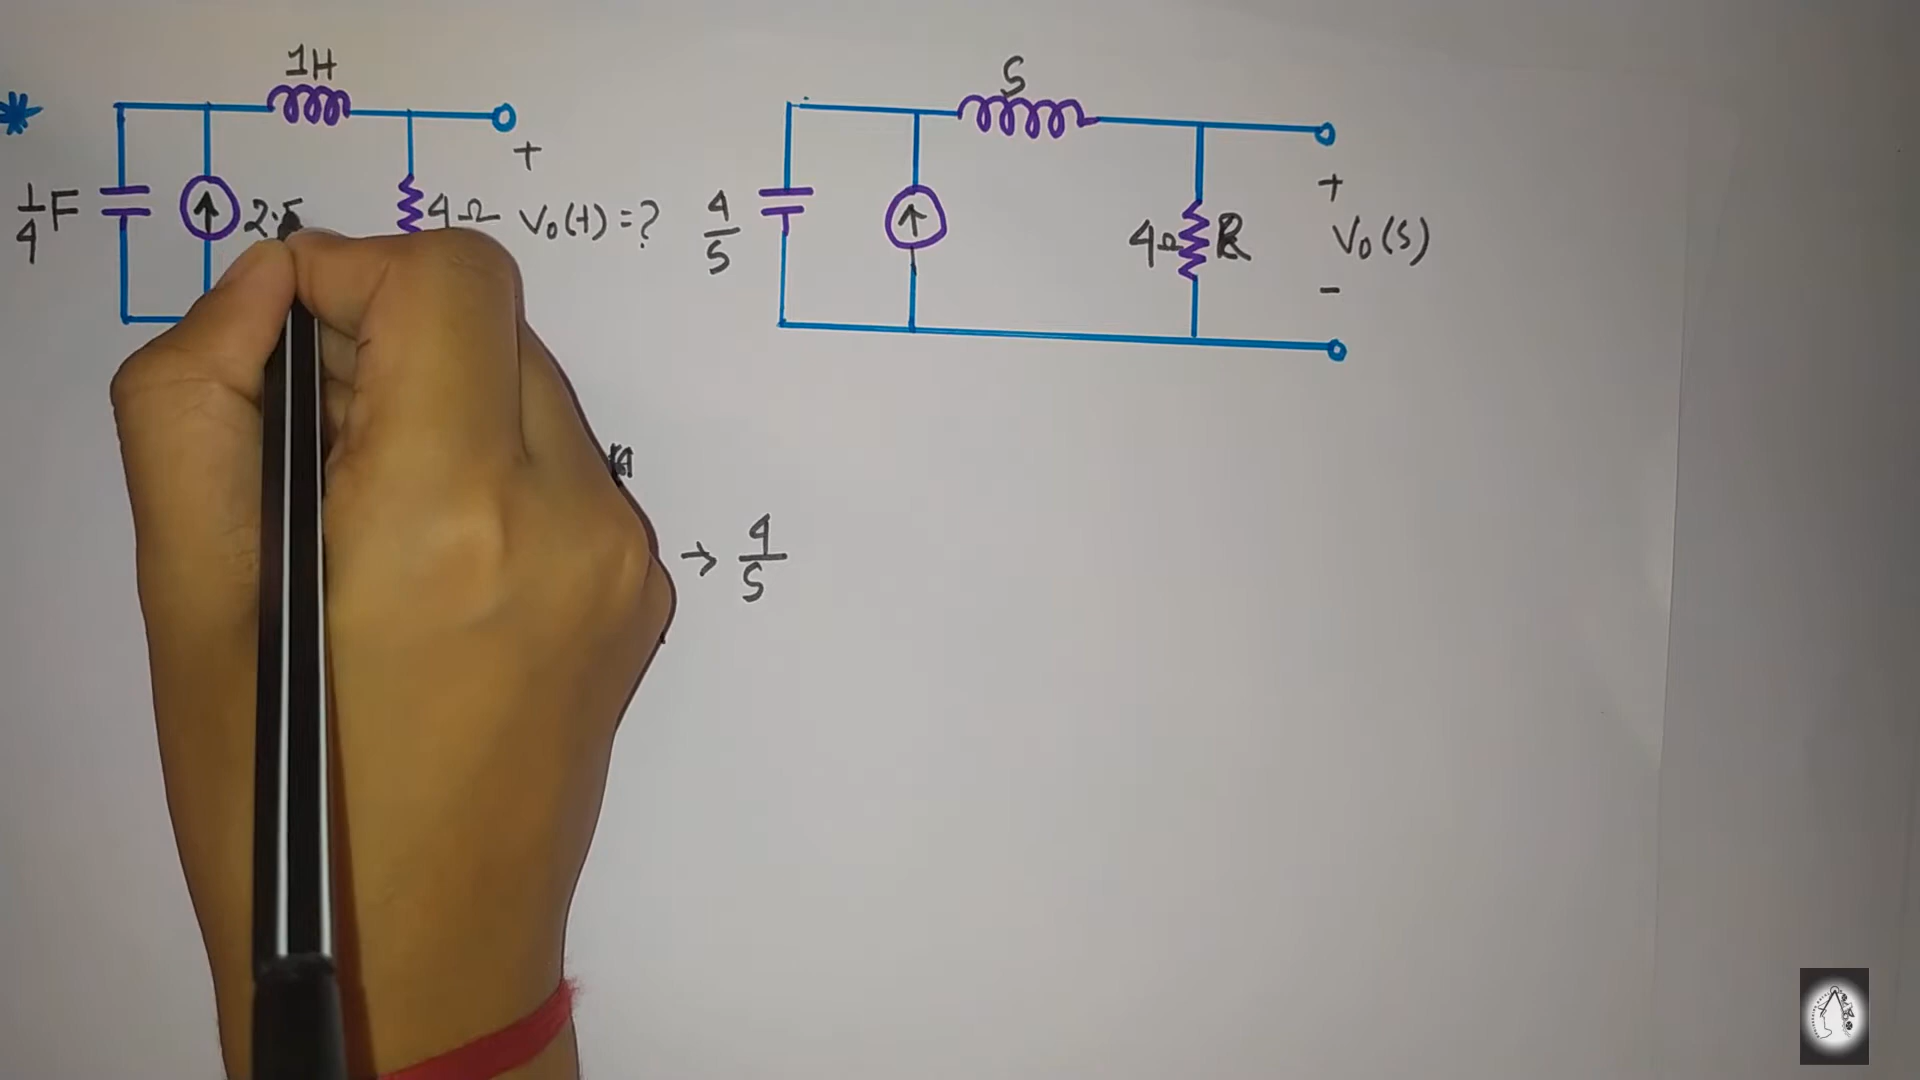 1H
1/4 F
2.5
4Ω
+
V₀(t)=?
S
4/S
4Ω
+
V₀(s)
-
→ 4/S